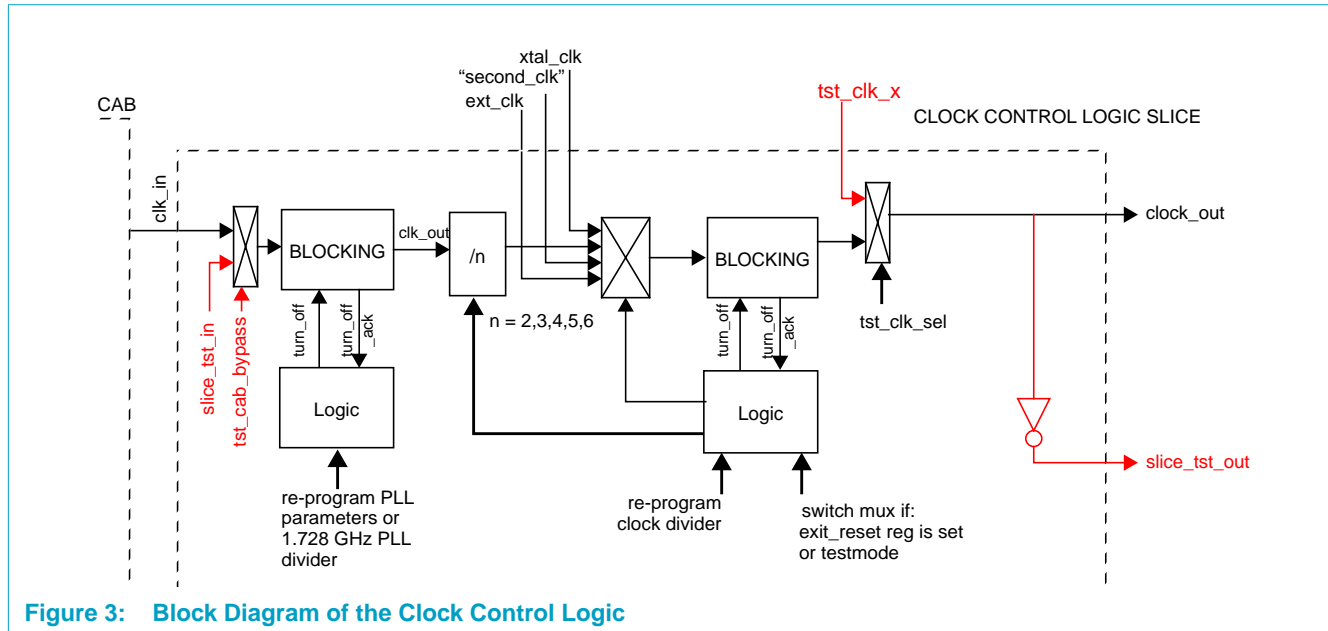 xtal_clk
“second_clk”
ext_clk
tst_clk_x
CAB
CLOCK CONTROL LOGIC SLICE
clk_in
BLOCKING
clk_out
/n
BLOCKING
clock_out
n = 2,3,4,5,6
tst_clk_sel
slice_tst_in
tst_cab_bypass
turn_off
turn_off
_ack
turn_off
turn_off
_ack
Logic
Logic
slice_tst_out
re-program PLL
parameters or
1.728 GHz PLL
divider
re-program
clock divider
switch mux if:
exit_reset reg is set
or testmode
Figure 3: Block Diagram of the Clock Control Logic